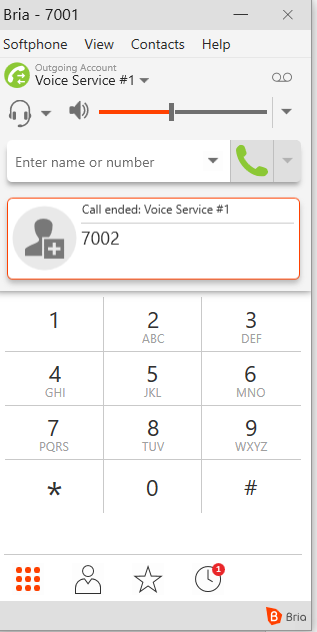 Bria - 7001
Softphone View Contacts Help
Outgoing Account
Voice Service #1
Enter name or number
Call ended: Voice Service #1
7002
1 2 3
ABC DEF
4 5 6
GHI JKL MNO
7 8 9
PQRS TUV WXYZ
* 0 #
1
Bria